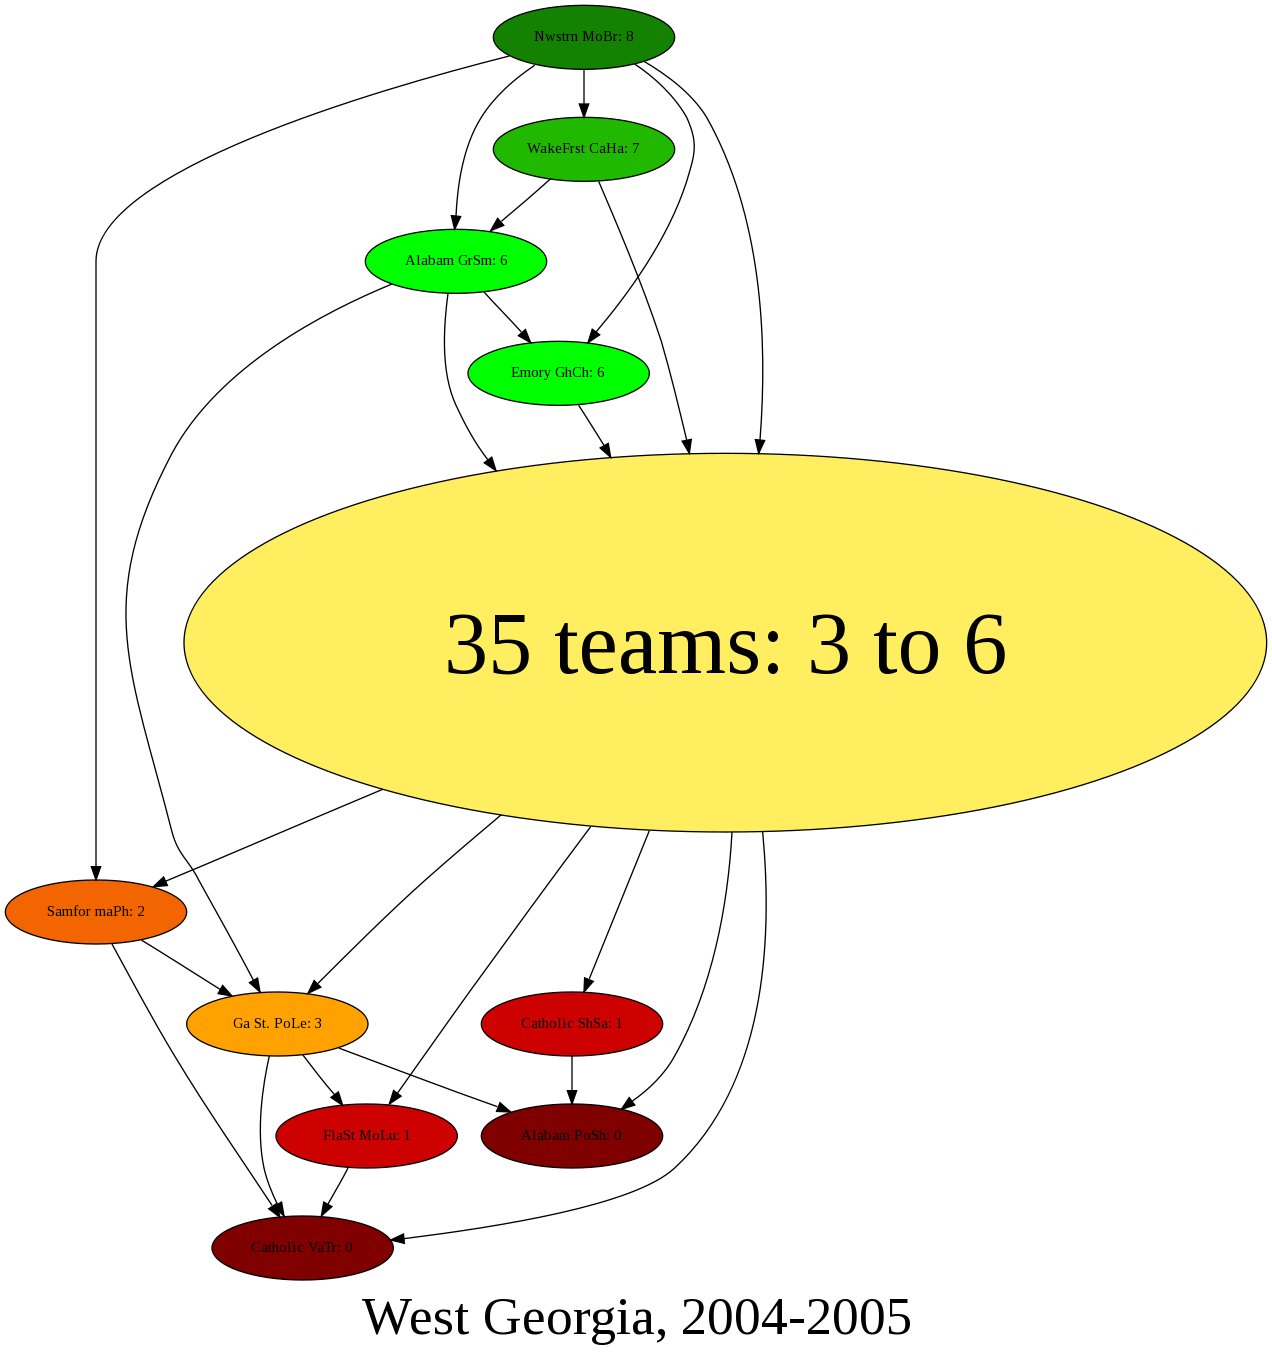 Nwstrn MoBr: 8
WakeFrst CaHa: 7
Alabam GrSm: 6
Emory GhCh: 6
35 teams: 3 to 6
Samfor maPh: 2
Ga St. PoLe: 3
Catholic ShSa: 1
FlaSt MoLu: 1
Alabam PoSh: 0
Catholic VaTr: 0
West Georgia, 2004-2005